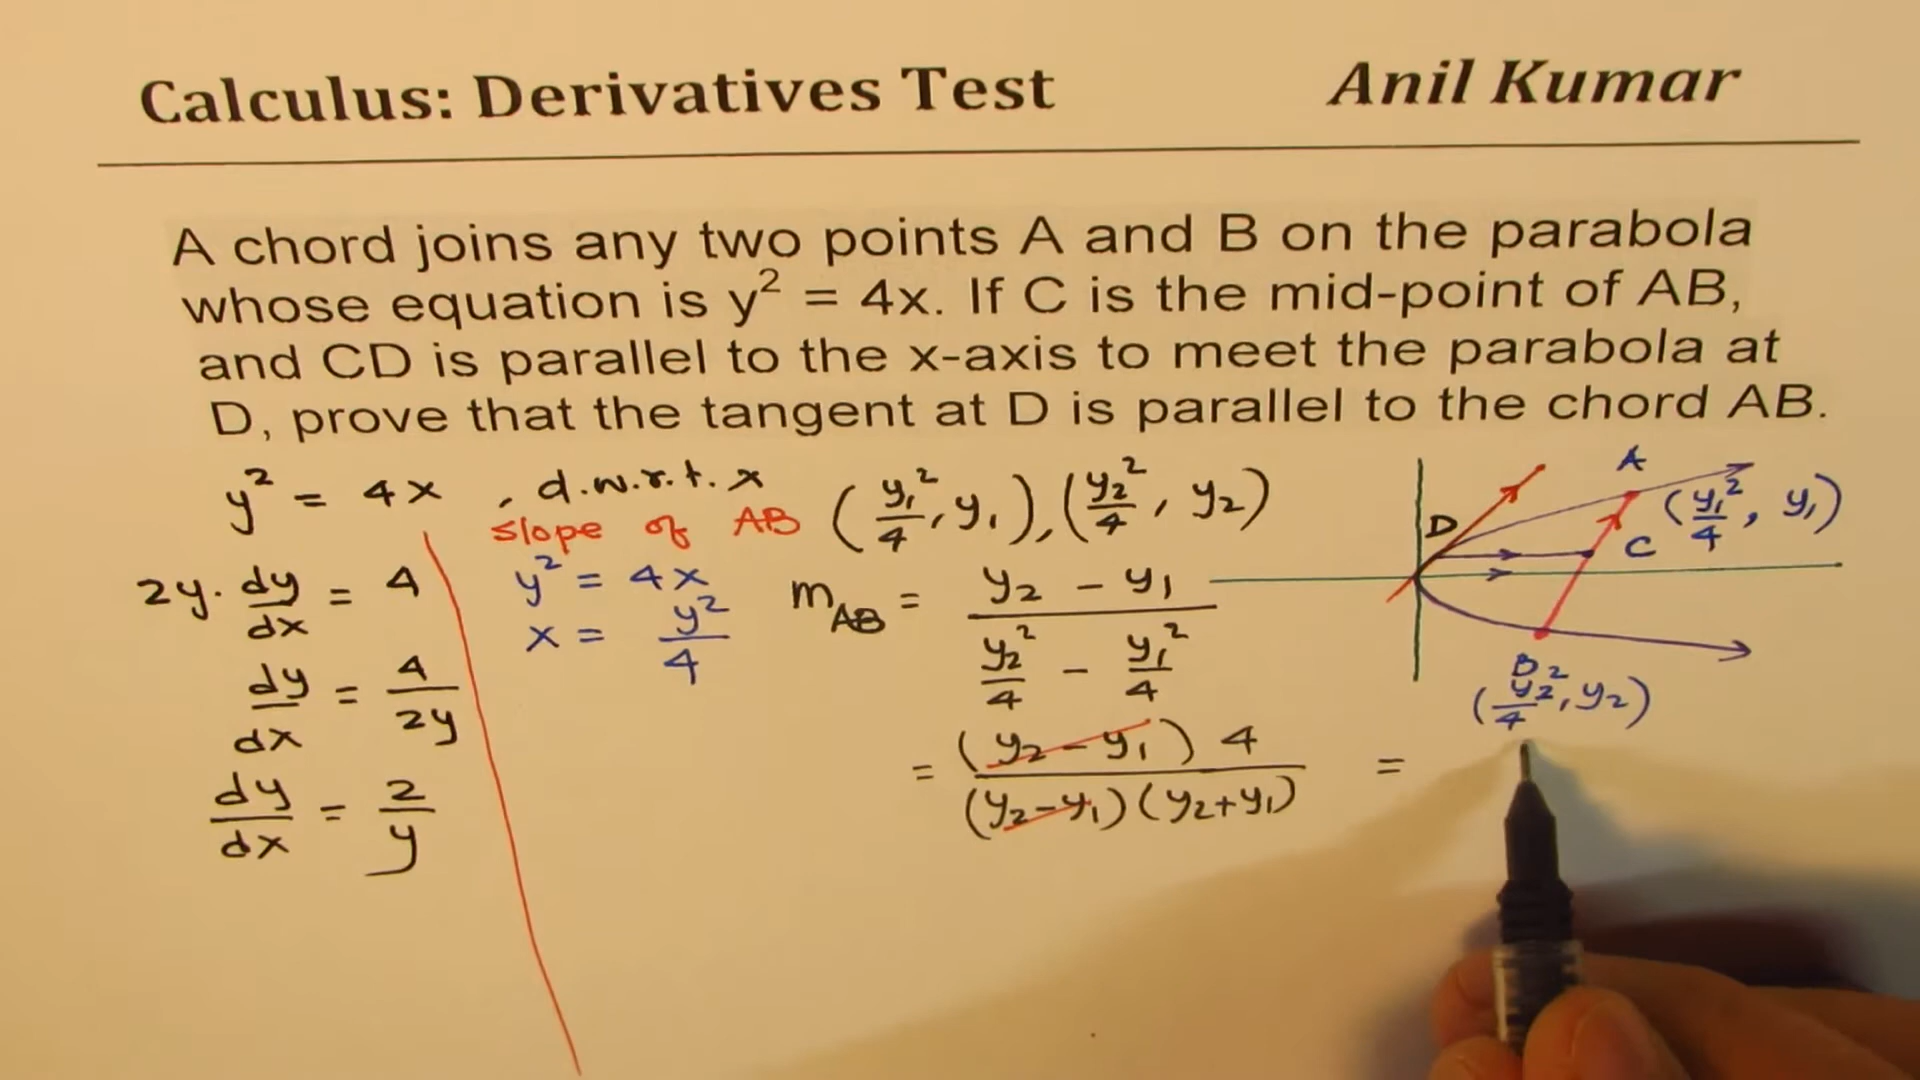 Calculus: Derivatives Test
Anil Kumar
A chord joins any two points A and B on the parabola
whose equation is y² = 4x. If C is the mid-point of AB,
and CD is parallel to the x-axis to meet the parabola at
D, prove that the tangent at D is parallel to the chord AB.
y² = 4x , d.w.r.t. x
2y. dy/dx = 4
dy/dx = 4/2y
dy/dx = 2/y
slope of AB
y² = 4x
x = y²/4
(y₁²/4, y₁), (y₂²/4, y₂)
m_AB = (y₂ - y₁)/(y₂²/4 - y₁²/4)
= (y₂ - y₁) 4/(y₂-y₁)(y₂+y₁) =
A
(y₁²/4, y₁)
D
C
B
(y₂²/4, y₂)